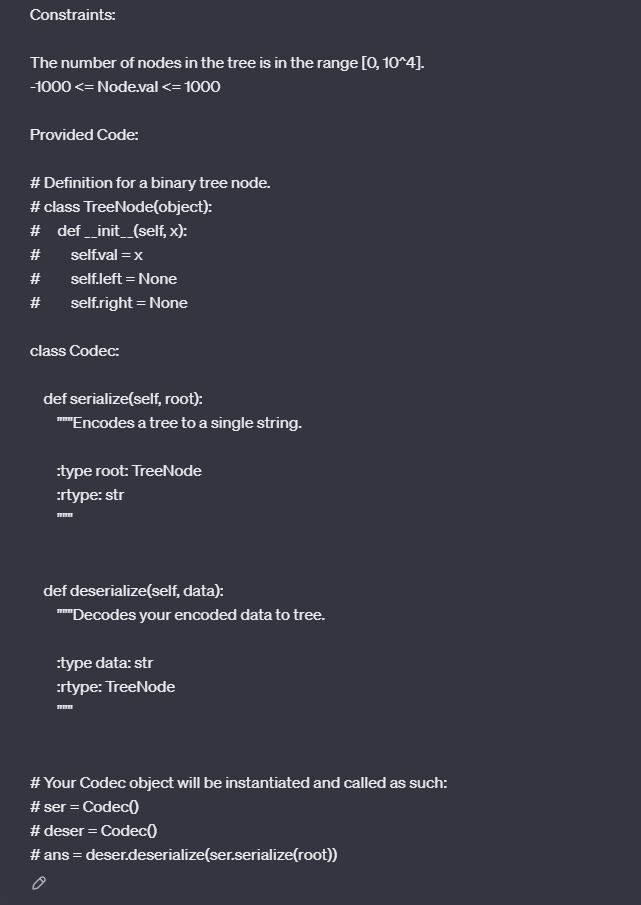 Constraints:
The number of nodes in the tree is in the range [0, 10^4].
-1000 <= Node.val <= 1000
Provided Code:
# Definition for a binary tree node.
# class TreeNode(object):
#     def __init__(self, x):
#         self.val = x
#         self.left = None
#         self.right = None
class Codec:
    def serialize(self, root):
        """Encodes a tree to a single string.
        :type root: TreeNode
        :rtype: str
        """
    def deserialize(self, data):
        """Decodes your encoded data to tree.
        :type data: str
        :rtype: TreeNode
        """
# Your Codec object will be instantiated and called as such:
# ser = Codec()
# deser = Codec()
# ans = deser.deserialize(ser.serialize(root))